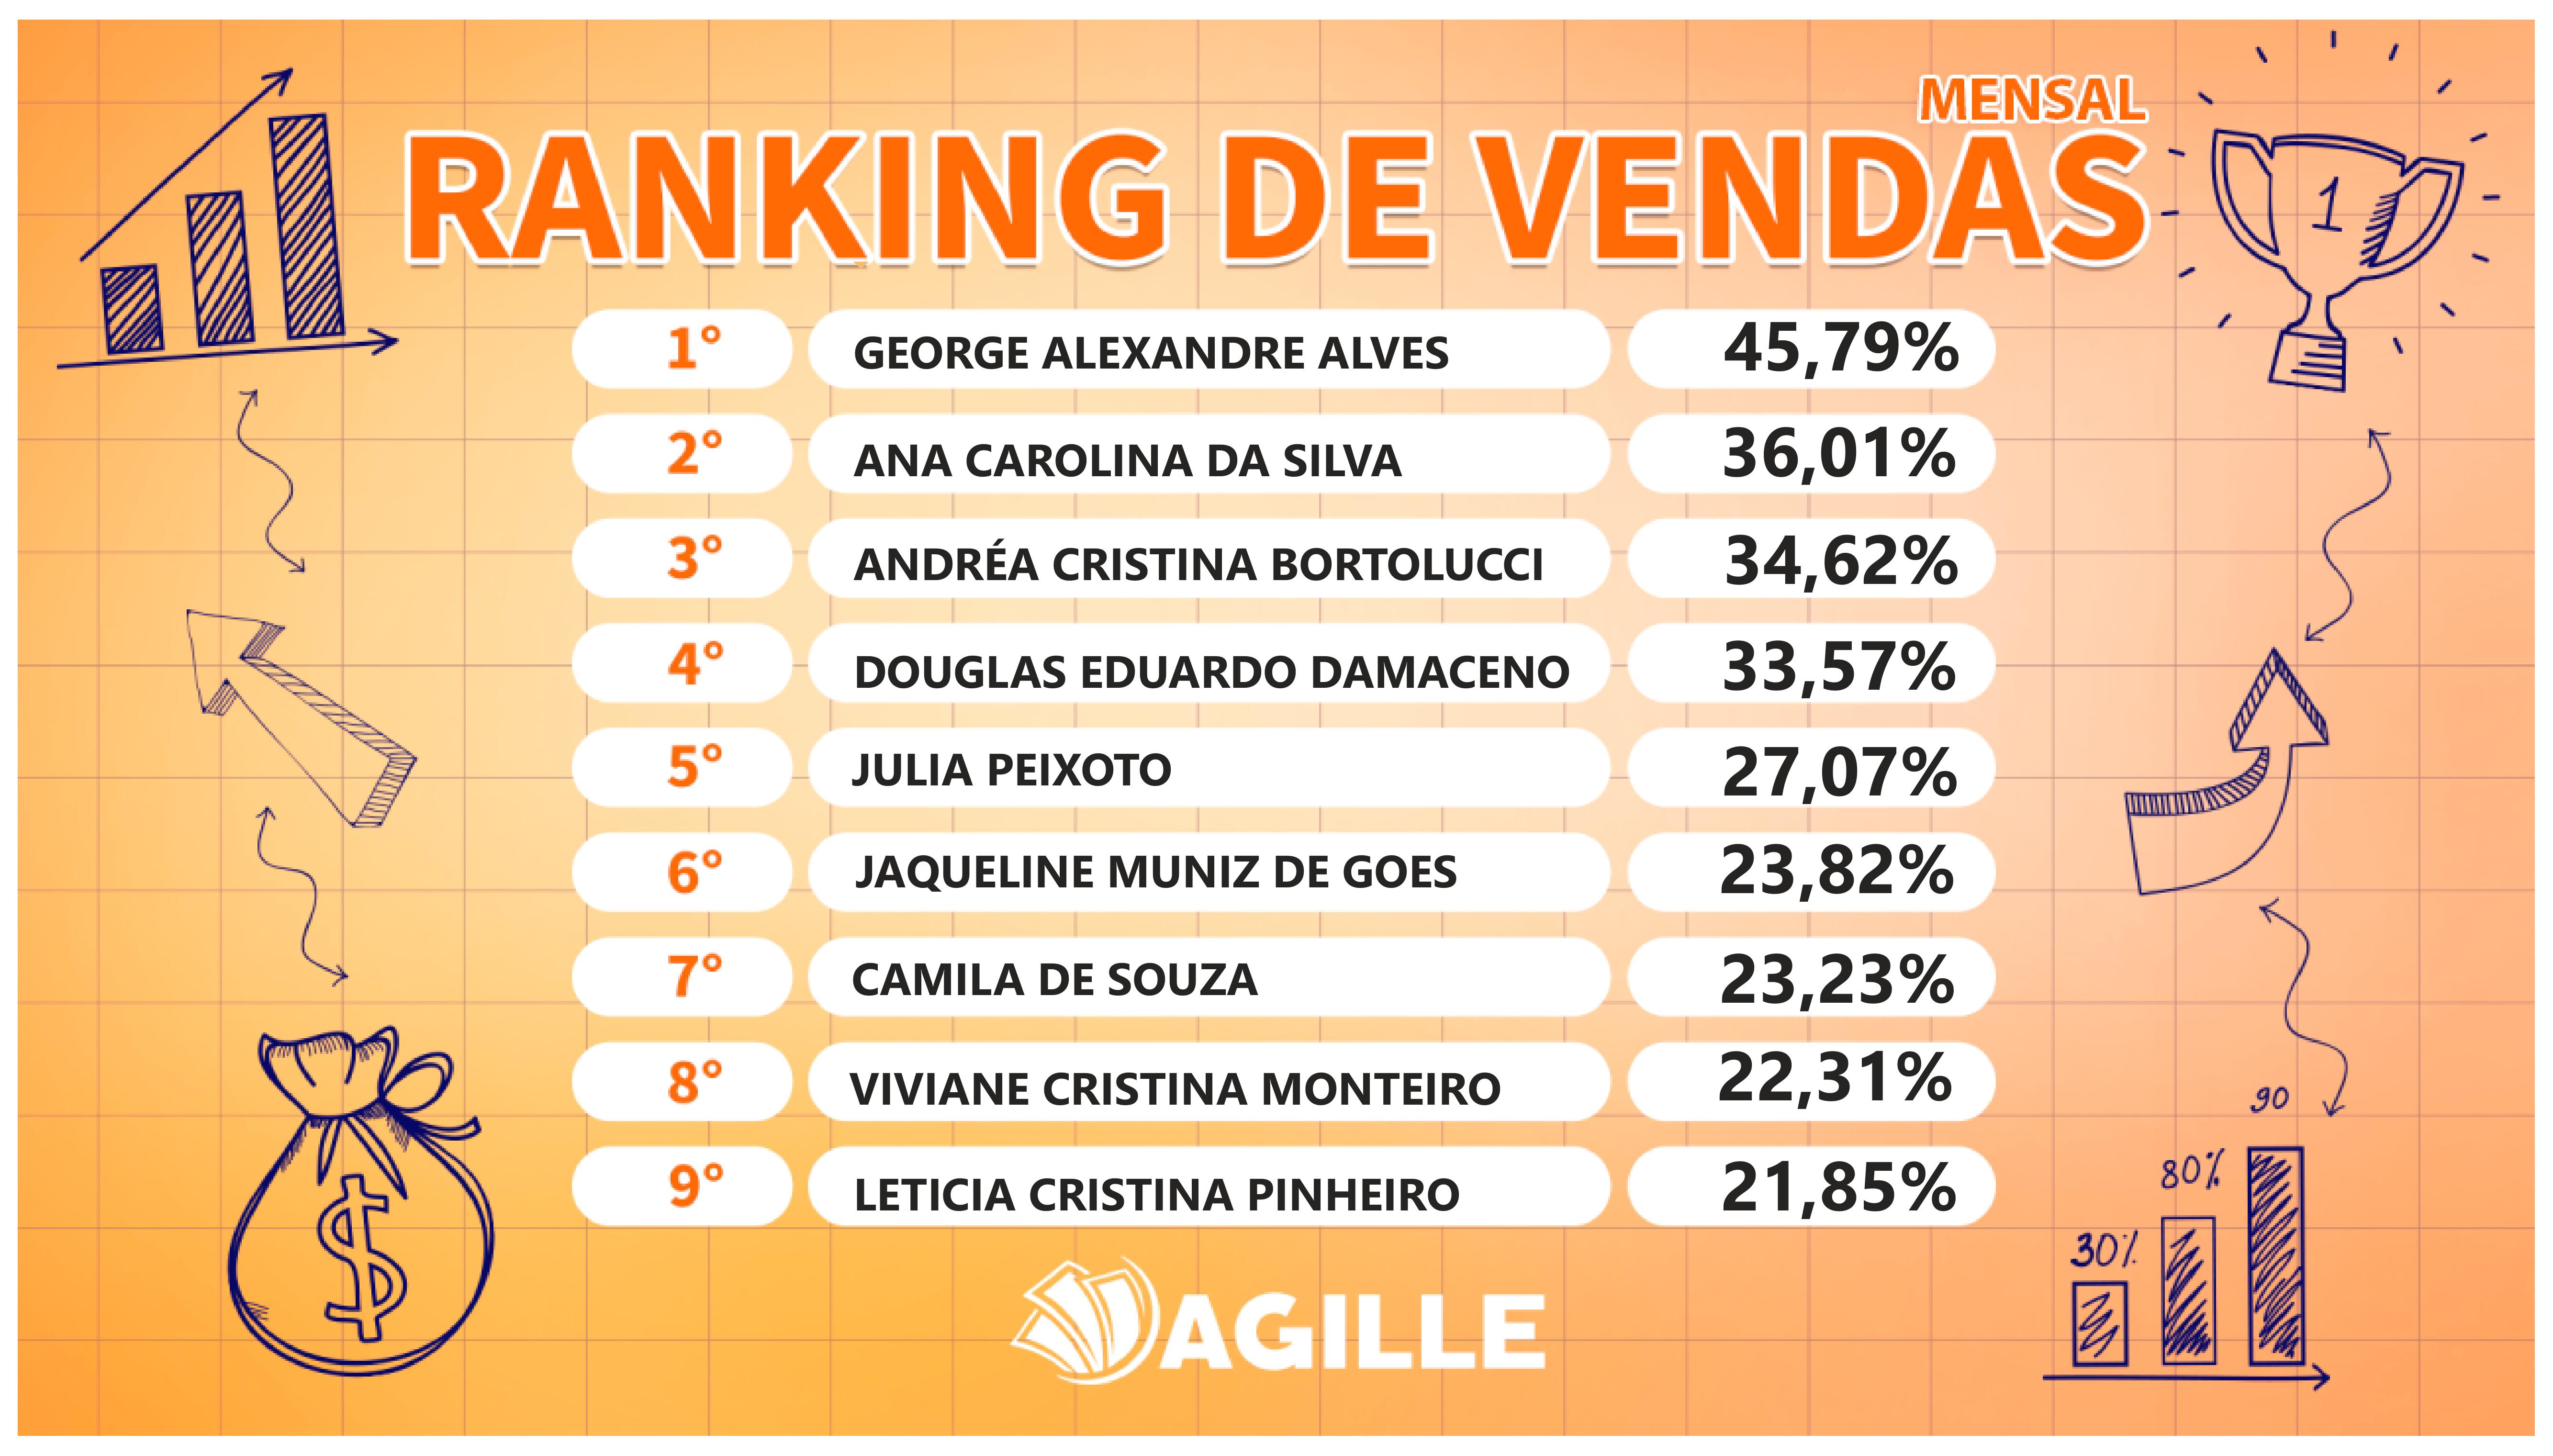 MENSAL
RANKING DE VENDAS
1
1° GEORGE ALEXANDRE ALVES 45,79%
2° ANA CAROLINA DA SILVA 36,01%
3° ANDRÉA CRISTINA BORTOLUCCI 34,62%
4° DOUGLAS EDUARDO DAMACENO 33,57%
5° JULIA PEIXOTO 27,07%
6° JAQUELINE MUNIZ DE GOES 23,82%
7° CAMILA DE SOUZA 23,23%
8° VIVIANE CRISTINA MONTEIRO 22,31%
9° LETICIA CRISTINA PINHEIRO 21,85%
$
90
80%
30%
AGILLE